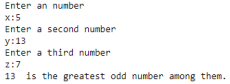 Enter an number
x:5
Enter a second number
y:13
Enter a third number
z:7
13  is the greatest odd number among them.